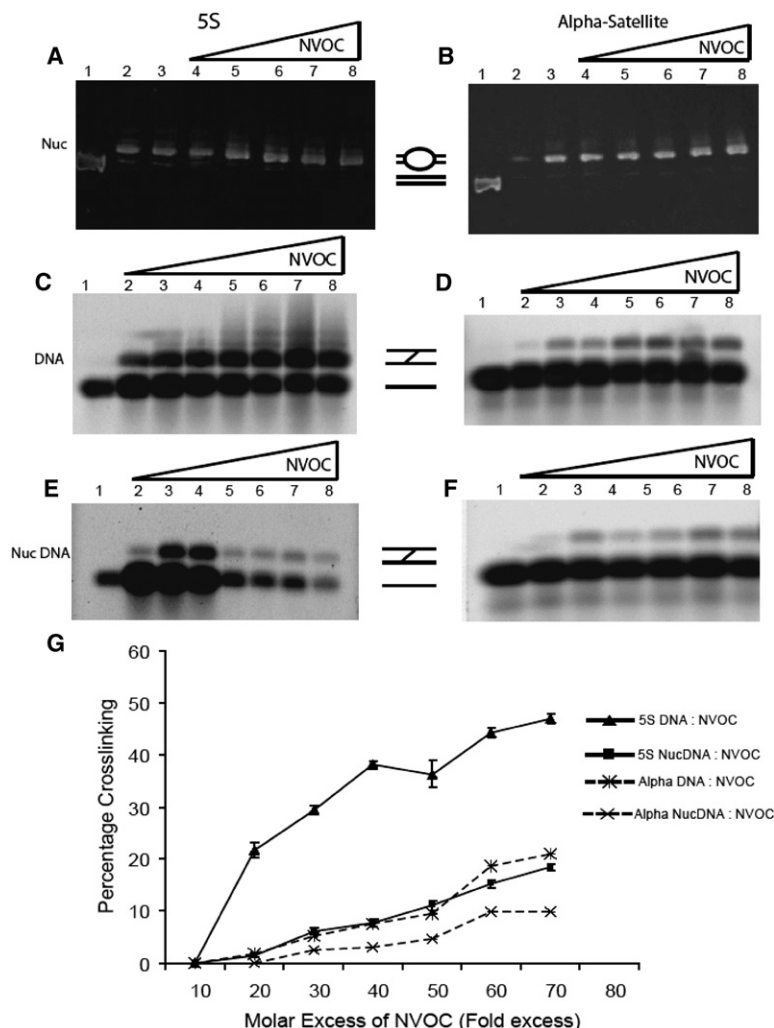 5S
Alpha-Satellite
A
NVOC
1 2 3 4 5 6 7 8
Nuc
B
NVOC
1 2 3 4 5 6 7 8
C
NVOC
1 2 3 4 5 6 7 8
DNA
D
NVOC
1 2 3 4 5 6 7 8
E
NVOC
1 2 3 4 5 6 7 8
Nuc DNA
F
NVOC
1 2 3 4 5 6 7 8
G
Percentage Crosslinking
60
50
40
30
20
10
0
10 20 30 40 50 60 70 80
Molar Excess of NVOC (Fold excess)
5S DNA : NVOC
5S NucDNA : NVOC
Alpha DNA : NVOC
Alpha NucDNA : NVOC